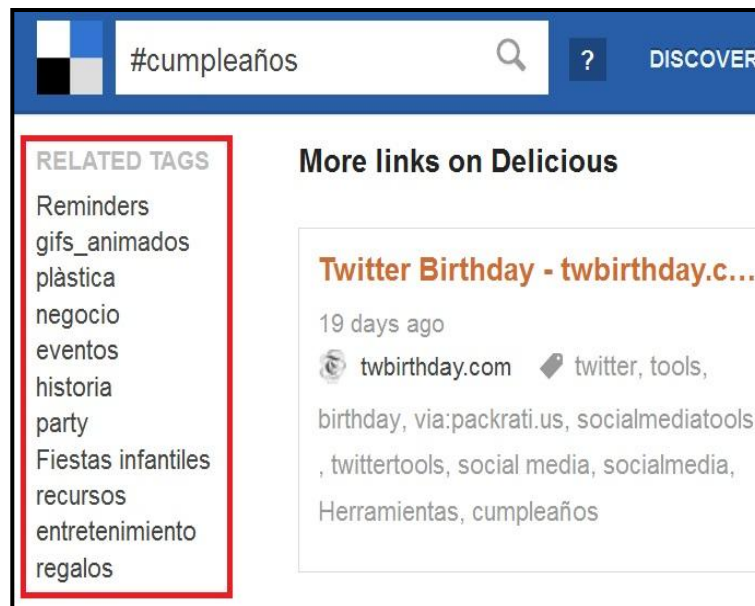 #cumpleaños
?
DISCOVER
RELATED TAGS
Reminders
gifs_animados
plàstica
negocio
eventos
historia
party
Fiestas infantiles
recursos
entretenimiento
regalos
More links on Delicious
Twitter Birthday - twbirthday.c...
19 days ago
twbirthday.com twitter, tools,
birthday, via:packrati.us, socialmediatools
, twittertools, social media, socialmedia,
Herramientas, cumpleaños